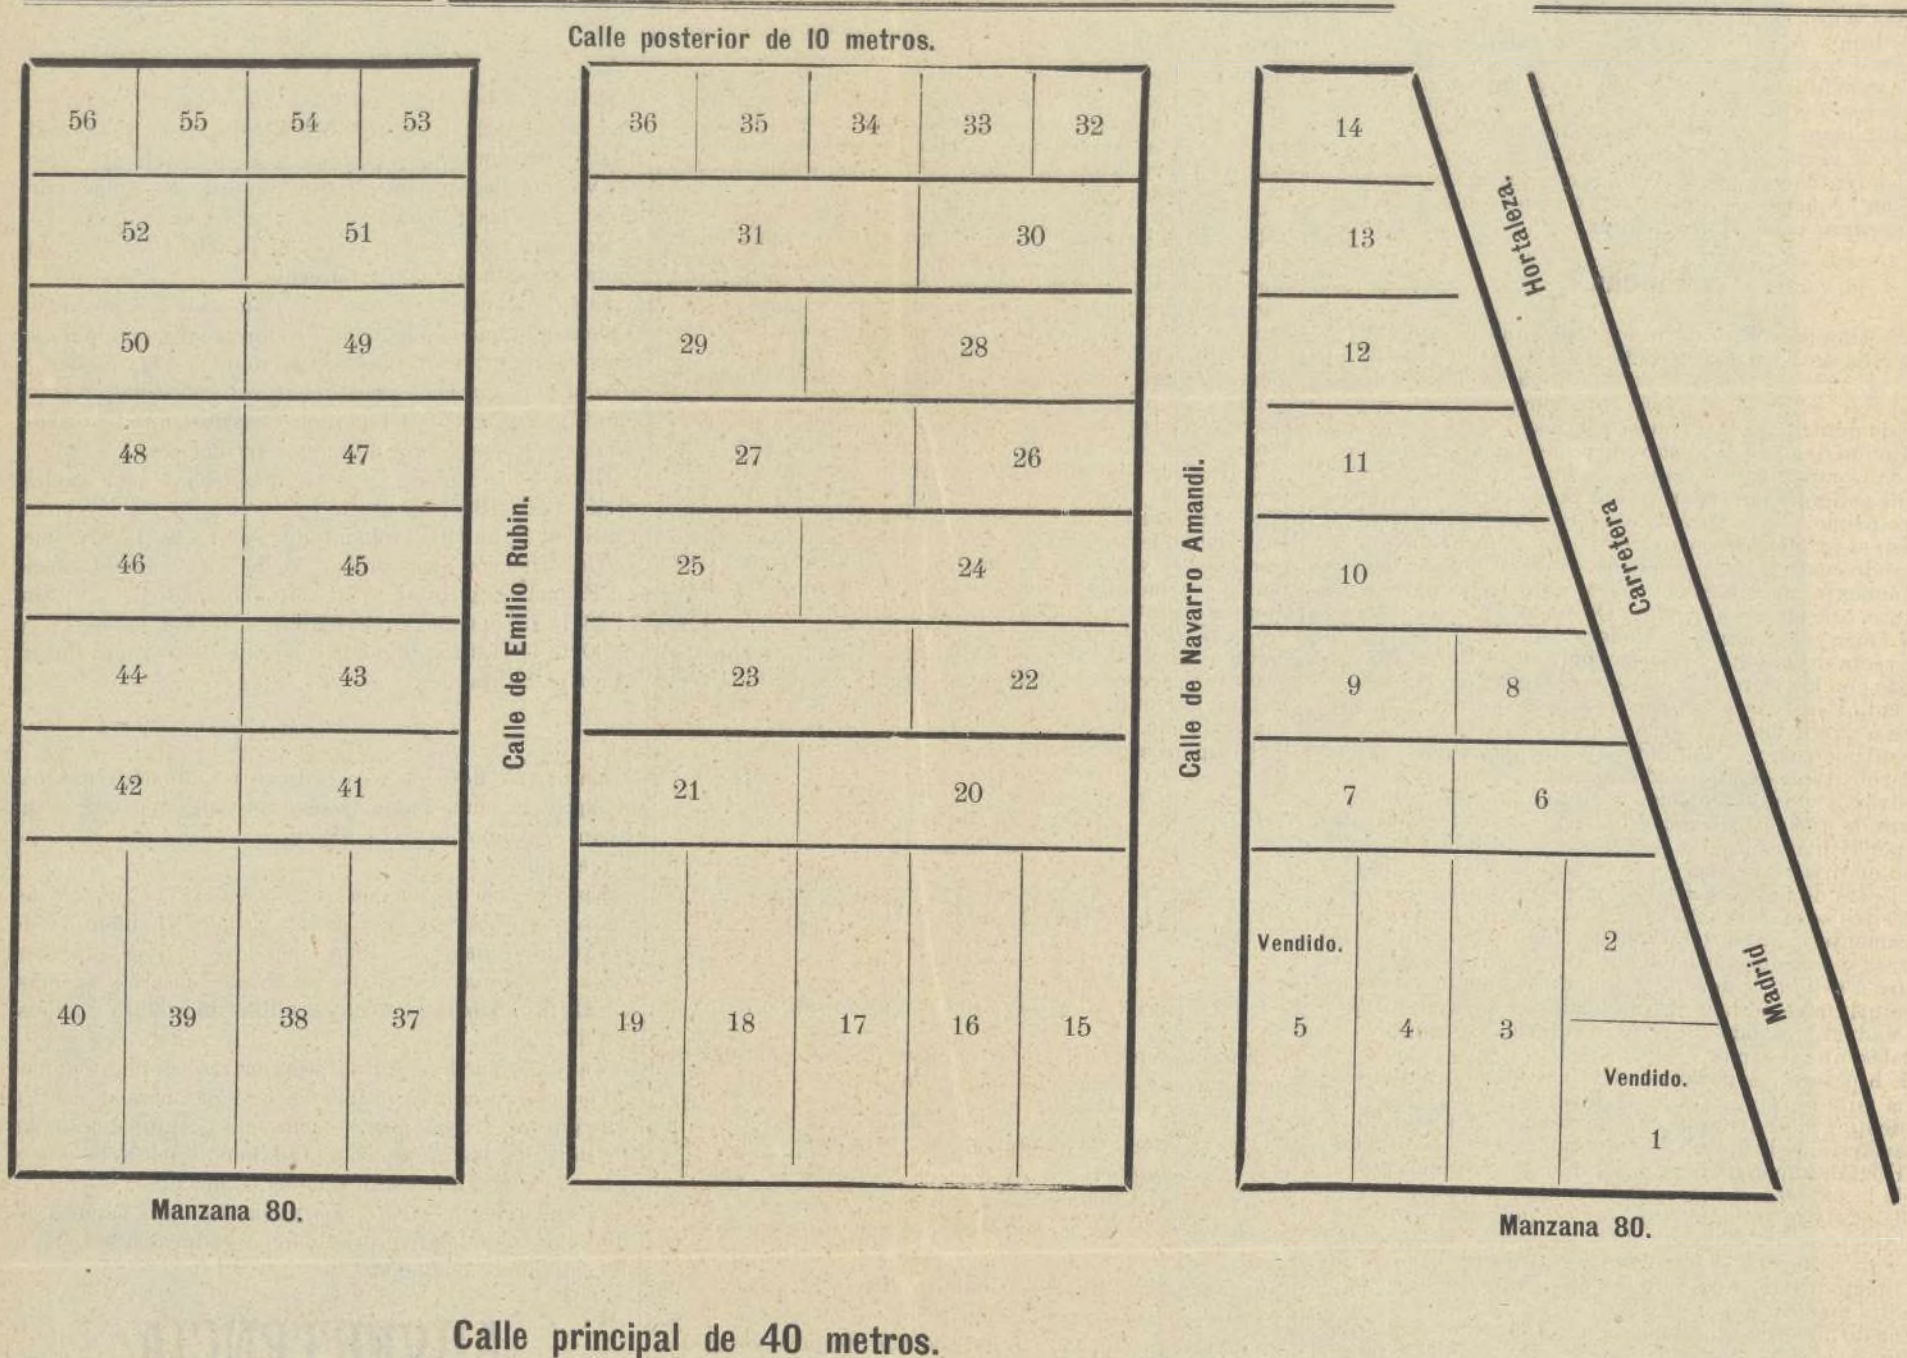 Calle posterior de 10 metros.
56 55 54 53
52 51
50 49
48 47
46 45
44 43
42 41
40 39 38 37
Manzana 80.
Calle de Emilio Rubin.
36 35 34 33 32
31 30
29 28
27 26
25 24
23 22
21 20
19 18 17 16 15
Calle de Navarro Amandi.
14
13
12
11
10
9 8
7 6
Vendido.
5 4 3
2
Vendido.
1
Manzana 80.
Hortaleza.
Carretera
Madrid
Calle principal de 40 metros.